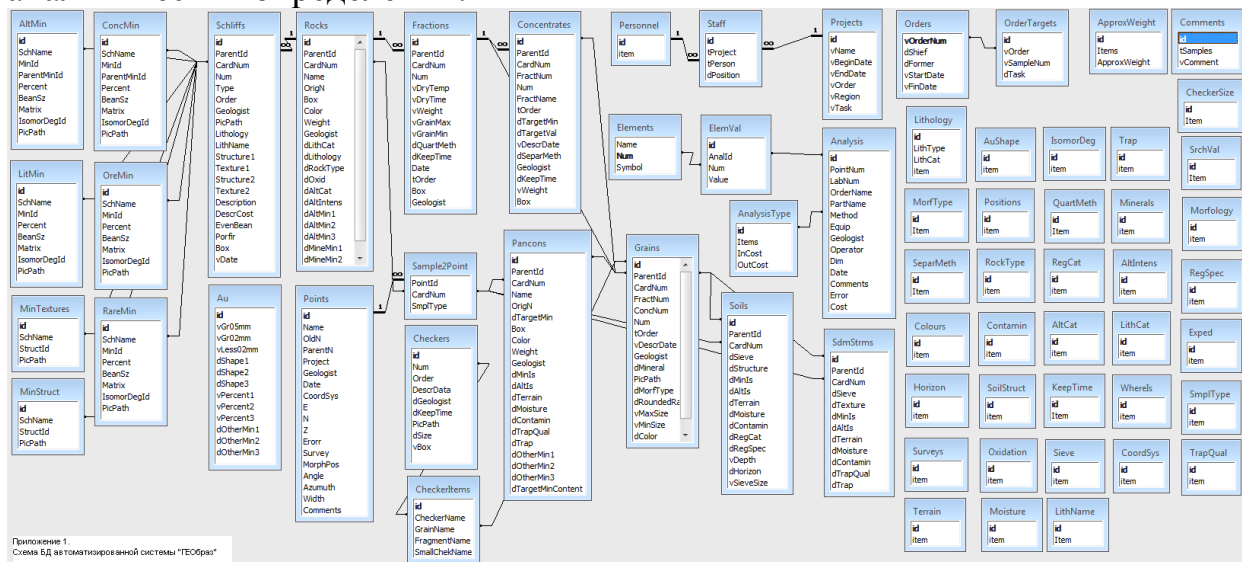 AltMin
id
SchName
MinId
ParentMinId
Percent
BeanSz
Matrix
IsomorDegId
PicPath
ConcMin
id
SchName
MinId
ParentMinId
Percent
BeanSz
Matrix
IsomorDegId
PicPath
LitMin
id
SchName
MinId
Percent
BeanSz
Matrix
IsomorDegId
PicPath
OreMin
id
SchName
MinId
Percent
BeanSz
Matrix
IsomorDegId
PicPath
MinTextures
id
SchName
StructId
PicPath
RareMin
id
SchName
MinId
Percent
BeanSz
Matrix
IsomorDegId
PicPath
MinStruct
id
SchName
StructId
PicPath
Schliffs
id
ParentId
CardNum
Num
Type
Order
Geologist
PicPath
Lithology
LithName
Structure1
Texture1
Structure2
Texture2
Description
DescrCost
EvenBean
Porfir
Box
vDate
Au
id
vGr05mm
vGr02mm
vLess02mm
dShape1
dShape2
dShape3
vPercent1
vPercent2
vPercent3
dOtherMin1
dOtherMin2
dOtherMin3
Rocks
id
ParentId
CardNum
Name
OrigN
Box
Color
Weight
Geologist
dLithCat
dLithology
dRockType
dOxid
dAltCat
dAltIntens
dAltMin1
dAltMin2
dAltMin3
dMineMin1
dMineMin2
Points
id
Name
OldN
ParentN
Project
Geologist
Date
CoordSys
E
N
Z
Erorr
Survey
MorphPos
Angle
Azumuth
Width
Comments
Fractions
id
ParentId
CardNum
Num
vDryTemp
vDryTime
vWeight
vGrainMax
vGrainMin
dQuartMeth
dKeepTime
Date
tOrder
Box
Geologist
Sample2Point
PointId
CardNum
SmplType
Checkers
id
Num
Order
DescrData
dGeologist
dKeepTime
PicPath
dSize
vBox
CheckerItems
id
CheckerName
GrainName
FragmentName
SmallChekName
Concentrates
id
ParentId
CardNum
FractNum
Num
FractName
tOrder
dTargetMin
dTargetVal
vDescrDate
dSeparMeth
Geologist
dKeepTime
vWeight
Box
Pancons
id
ParentId
CardNum
Name
OrigN
dTargetMin
Box
Color
Weight
Geologist
dMinIs
dAltIs
dTerrain
dMoisture
dContamin
dTrapQual
dTrap
dOtherMin1
dOtherMin2
dOtherMin3
dTargetMinContent
Personnel
id
item
Staff
id
tProject
tPerson
dPosition
Projects
id
vName
vBeginDate
vEndDate
vOrder
vRegion
vTask
Orders
vOrderNum
dShief
dFormer
vStartDate
vFinDate
OrderTargets
id
vOrder
vSampleNum
dTask
ApproxWeight
id
Items
ApproxWeight
Comments
id
tSamples
vComment
Elements
Name
Num
Symbol
ElemVal
id
AnalId
Num
Value
AnalysisType
id
Items
InCost
OutCost
Analysis
id
PointNum
LabNum
OrderName
PartName
Method
Equip
Geologist
Operator
Dim
Date
Comments
Error
Cost
Grains
id
ParentId
CardNum
FractNum
ConcNum
Num
tOrder
vDescrDate
Geologist
dMineral
PicPath
dMorfType
dRoundedRa
vMaxSize
vMinSize
dColor
Soils
id
ParentId
CardNum
dSieve
dStructure
dMinIs
dAltIs
dTerrain
dMoisture
dContamin
dRegCat
dRegSpec
vDepth
dHorizon
vSieveSize
SdmStrms
id
ParentId
CardNum
dSieve
dTexture
dMinIs
dAltIs
dTerrain
dMoisture
dContamin
dTrapQual
dTrap
CheckerSize
id
Item
Lithology
id
LithType
LithCat
item
AuShape
id
item
IsomorDeg
id
item
Trap
id
item
SrchVal
id
Item
MorfType
id
item
Positions
id
item
QuartMeth
id
item
Minerals
id
item
Morfology
id
item
SeparMeth
id
Item
RockType
id
item
RegCat
id
item
AltIntens
id
item
RegSpec
id
item
Colours
id
item
Contamin
id
item
AltCat
id
item
LithCat
id
item
Exped
id
item
Horizon
id
item
SoilStruct
id
item
KeepTime
id
Item
WhereIs
id
item
SmplType
id
item
Surveys
id
item
Oxidation
id
item
Sieve
id
item
CoordSys
id
item
TrapQual
id
item
Terrain
id
item
Moisture
id
item
LithName
id
Item
Приложение 1.
Схема БД автоматизированной системы "ГЕОбраз"